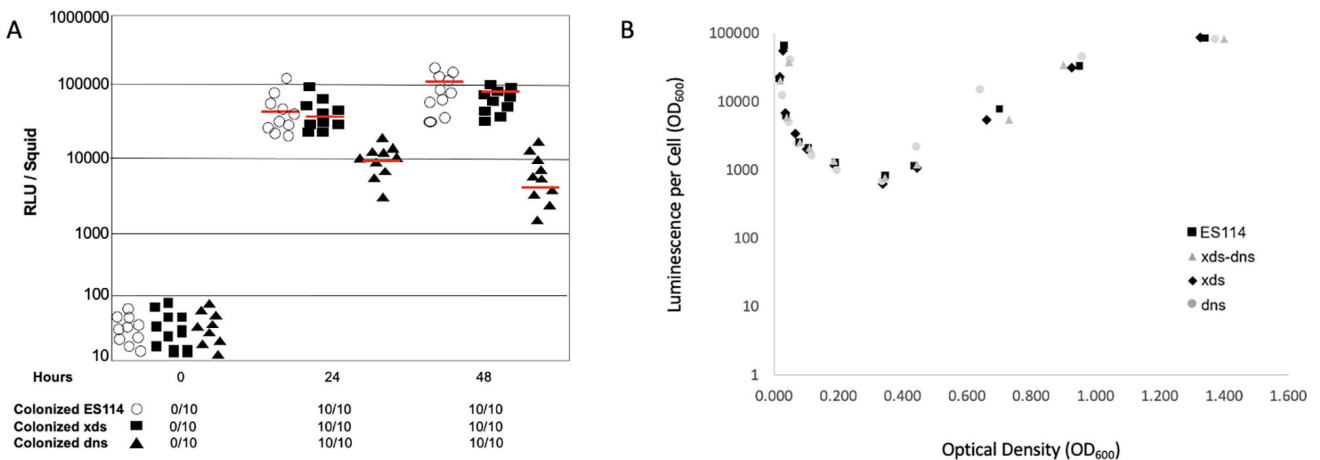 A
RLU / Squid
1000000
100000
10000
1000
100
10
Hours 0 24 48
Colonized ES114 0/10 10/10 10/10
Colonized xds 0/10 10/10 10/10
Colonized dns 0/10 10/10 10/10
B
Luminescence per Cell (OD600)
100000
10000
1000
100
10
1
0.000 0.200 0.400 0.600 0.800 1.000 1.200 1.400 1.600
Optical Density (OD600)
ES114
xds-dns
xds
dns